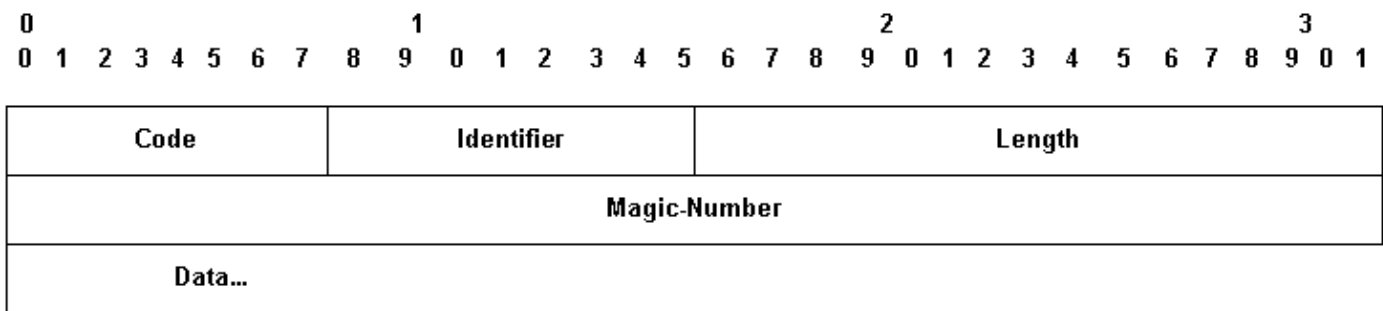 0 1 2 3
0 1 2 3 4 5 6 7 8 9 0 1 2 3 4 5 6 7 8 9 0 1 2 3 4 5 6 7 8 9 0 1
Code Identifier Length
Magic-Number
Data...